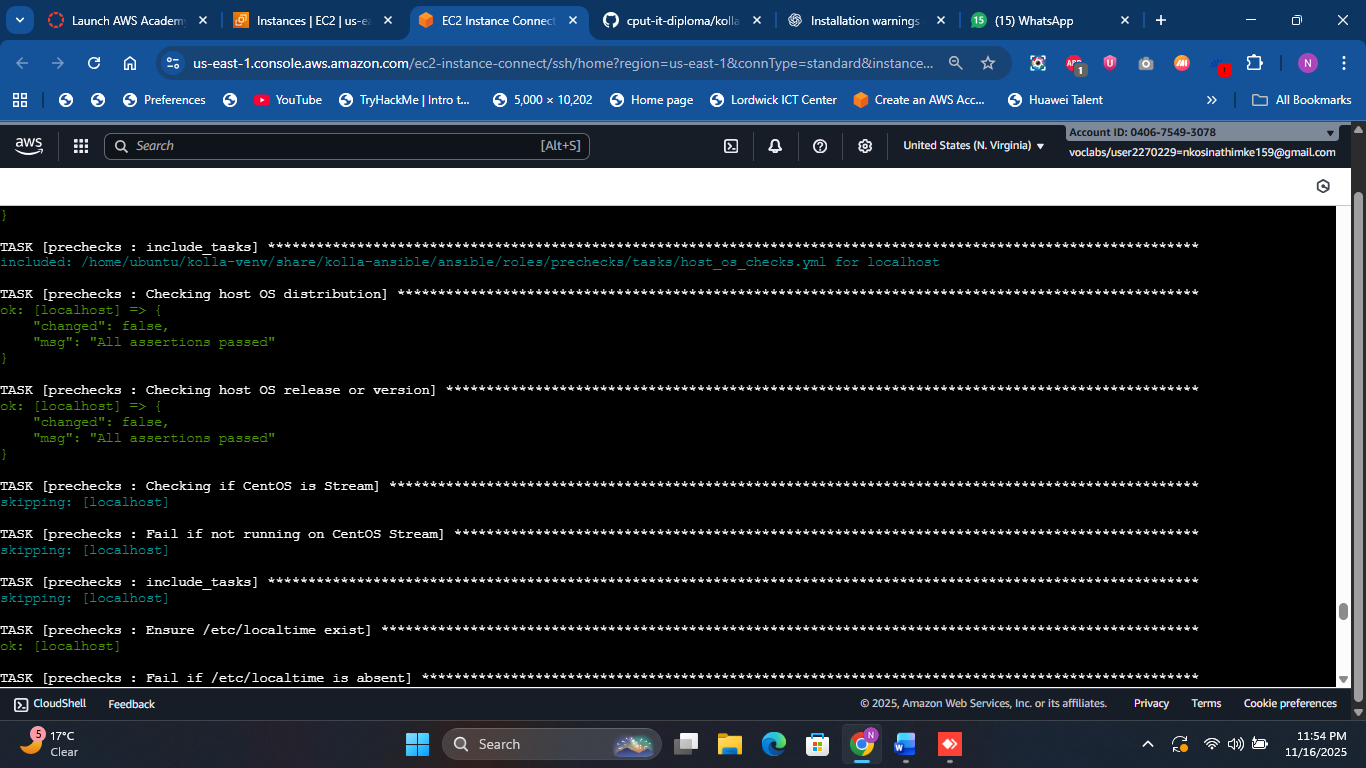 Launch AWS Academy
Instances | EC2 | us-ea
EC2 Instance Connect
cput-it-diploma/kolla
Installation warnings
15
(15) WhatsApp
us-east-1.console.aws.amazon.com/ec2-instance-connect/ssh/home?region=us-east-1&connType=standard&instance...
1
N
Preferences
YouTube
TryHackMe | Intro t...
5,000 × 10,202
Home page
Lordwick ICT Center
Create an AWS Acc...
Huawei Talent
»
All Bookmarks
aws
Search
[Alt+S]
United States (N. Virginia)
Account ID: 0406-7549-3078
voclabs/user2270229=nkosinathimke159@gmail.com
}
TASK [prechecks : include_tasks] *******************************************************************************************************************
included: /home/ubuntu/kolla-venv/share/kolla-ansible/ansible/roles/prechecks/tasks/host_os_checks.yml for localhost
TASK [prechecks : Checking host OS distribution] ***************************************************************************************************
ok: [localhost] => {
"changed": false,
"msg": "All assertions passed"
}
TASK [prechecks : Checking host OS release or version] *********************************************************************************************
ok: [localhost] => {
"changed": false,
"msg": "All assertions passed"
}
TASK [prechecks : Checking if CentOS is Stream] ****************************************************************************************************
skipping: [localhost]
TASK [prechecks : Fail if not running on CentOS Stream] ********************************************************************************************
skipping: [localhost]
TASK [prechecks : include_tasks] *******************************************************************************************************************
skipping: [localhost]
TASK [prechecks : Ensure /etc/localtime exist] *****************************************************************************************************
ok: [localhost]
TASK [prechecks : Fail if /etc/localtime is absent] ************************************************************************************************
CloudShell
Feedback
© 2025, Amazon Web Services, Inc. or its affiliates.
Privacy
Terms
Cookie preferences
5
17°C
Clear
Search
N
11:54 PM
11/16/2025